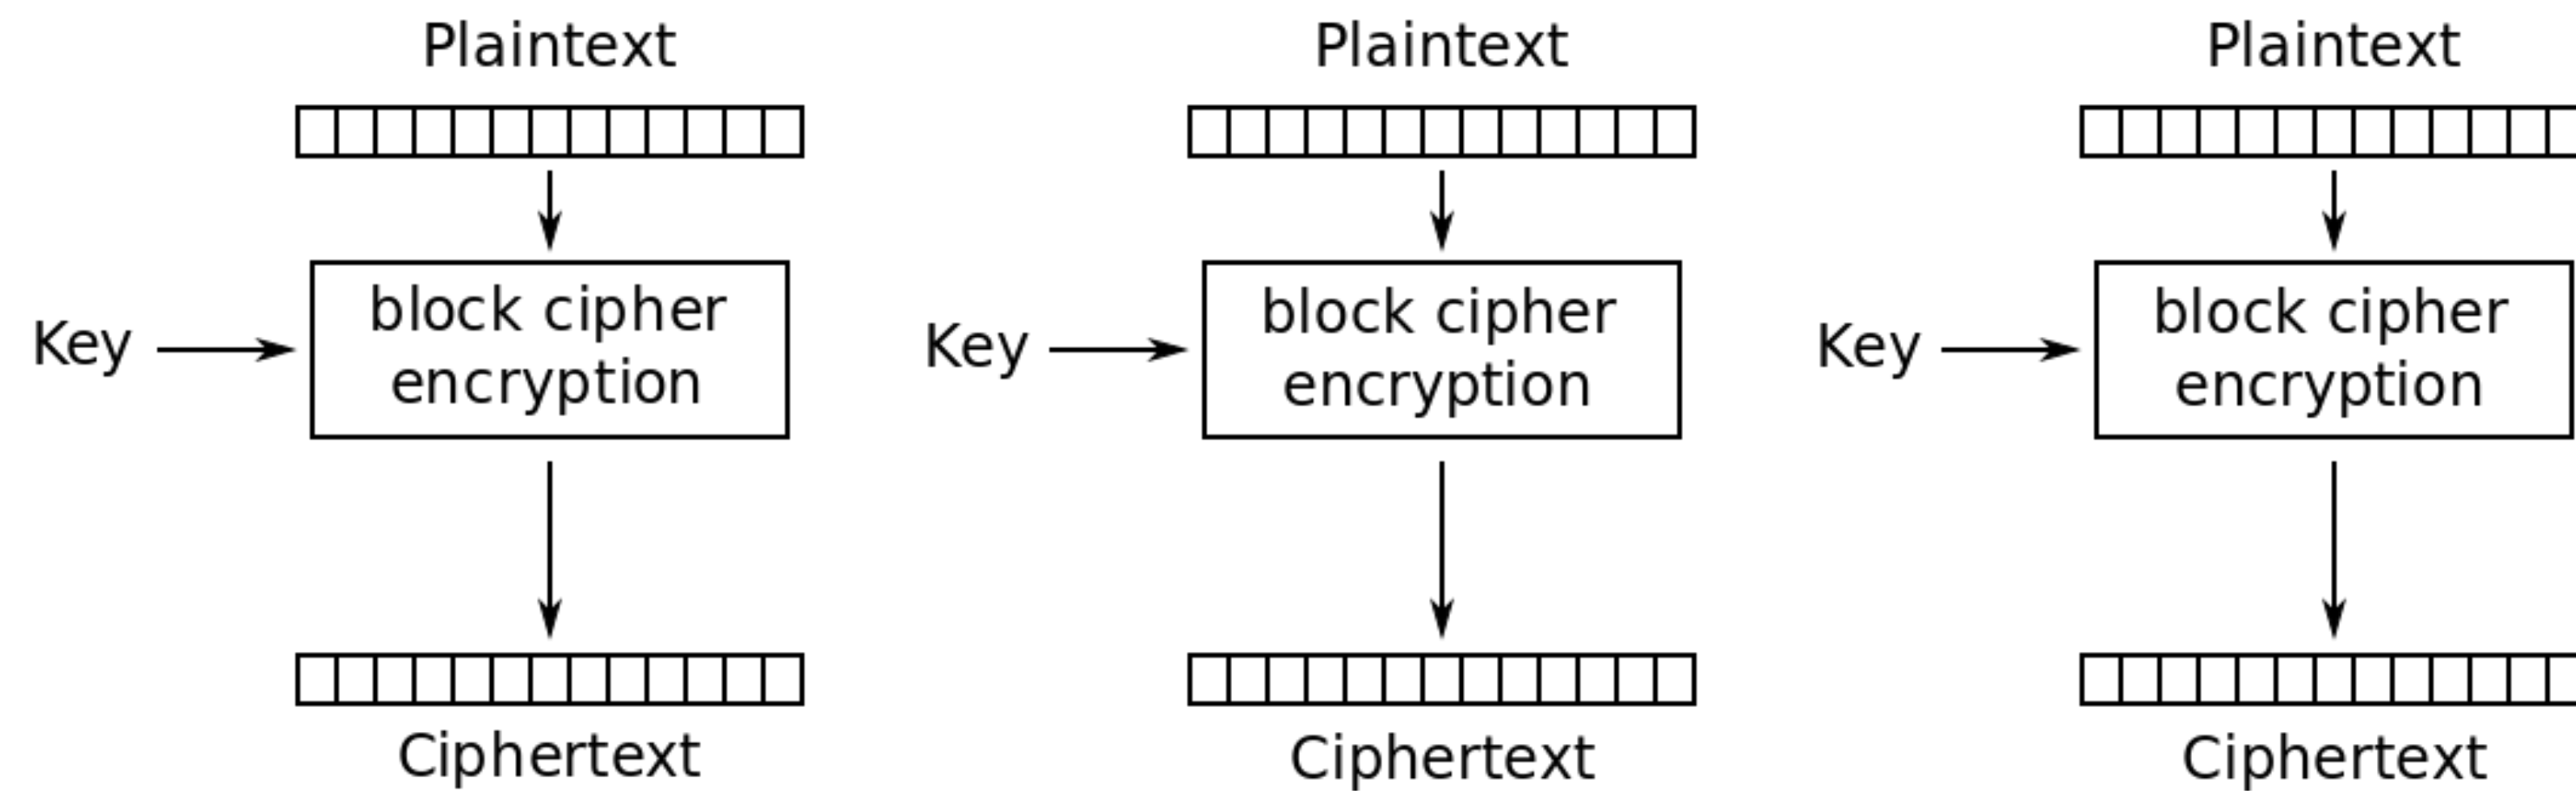 Plaintext
Plaintext
Plaintext
Key
block cipher
encryption
Key
block cipher
encryption
Key
block cipher
encryption
Ciphertext
Ciphertext
Ciphertext